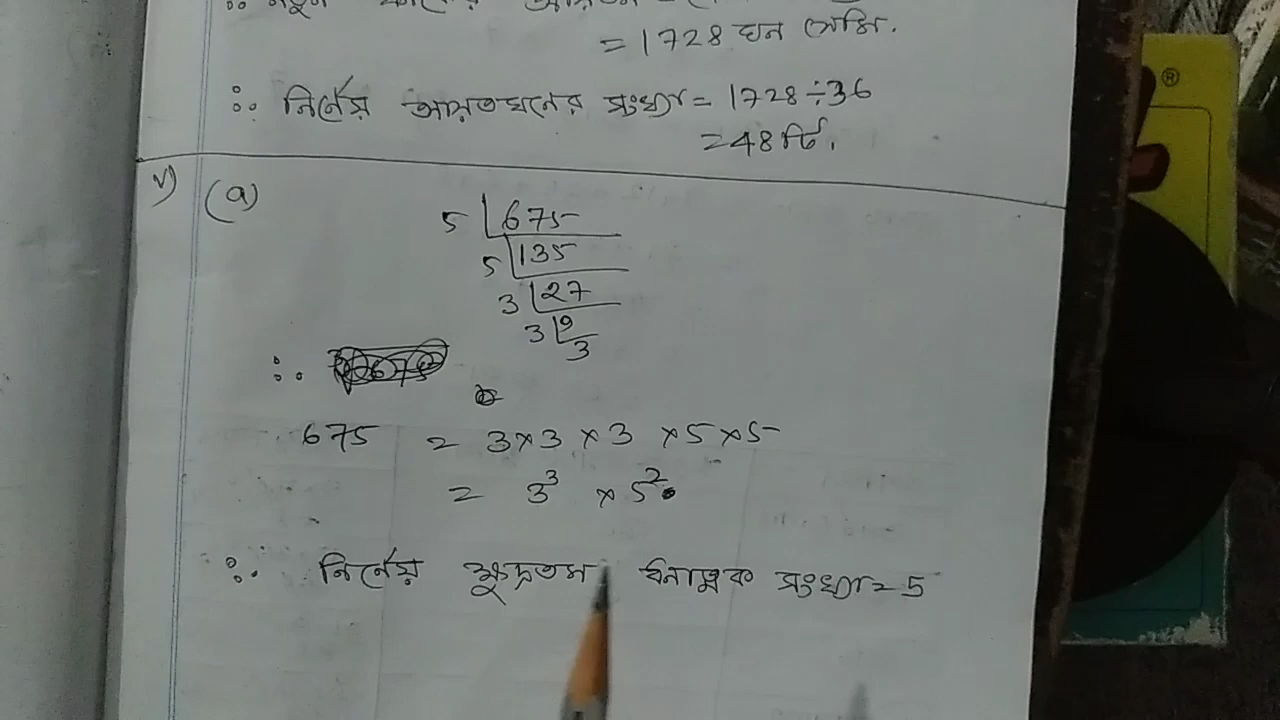 = 1728 ঘন সেমি.
∴ নির্ণেয় আয়তঘনের সংখ্যা = 1728 ÷ 36
= 48টি.
v) (a)
5 | 675
5 | 135
3 | 27
3 | 9
3
∴
675 = 3 × 3 × 3 × 5 × 5
= 3³ × 5²
∴ নির্ণেয় ক্ষুদ্রতম ধনাত্মক সংখ্যা = 5